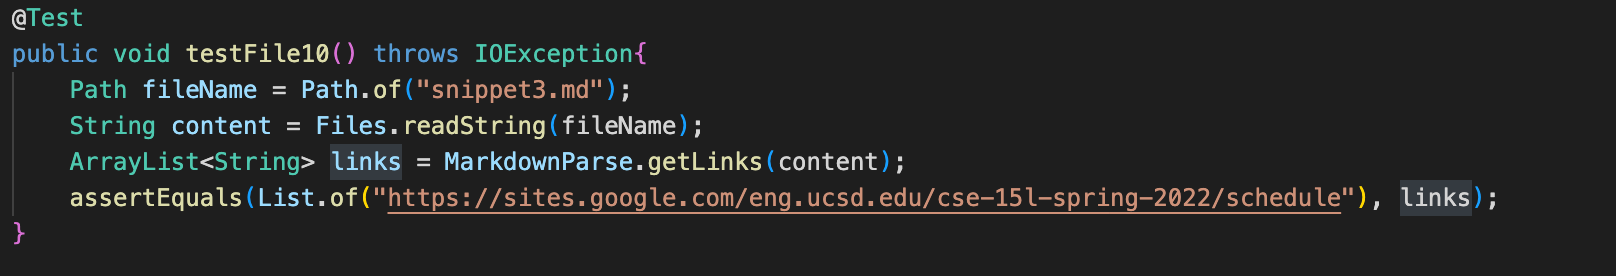 @Test
public void testFile10() throws IOException{
    Path fileName = Path.of("snippet3.md");
    String content = Files.readString(fileName);
    ArrayList<String> links = MarkdownParse.getLinks(content);
    assertEquals(List.of("https://sites.google.com/eng.ucsd.edu/cse-15l-spring-2022/schedule"), links);
}